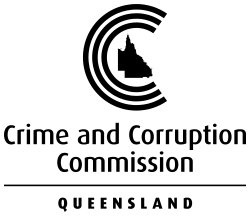 Crime and Corruption
Commission
QUEENSLAND